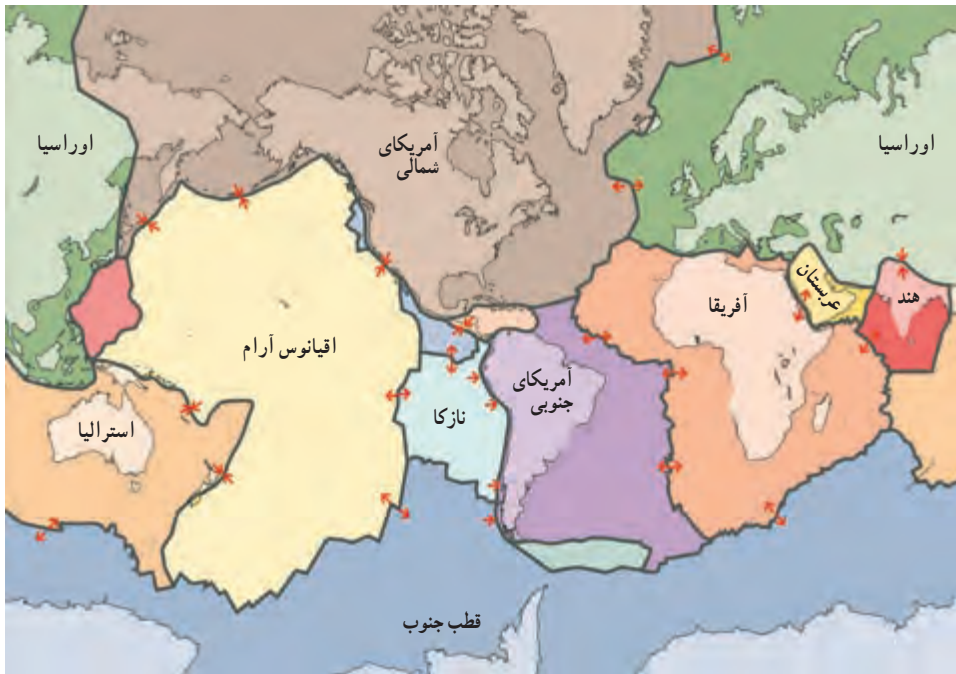 اوراسیا
آمریکای
شمالی
اوراسیا
عربستان
هند
آفریقا
اقیانوس آرام
آمریکای
جنوبی
نازکا
استرالیا
قطب جنوب